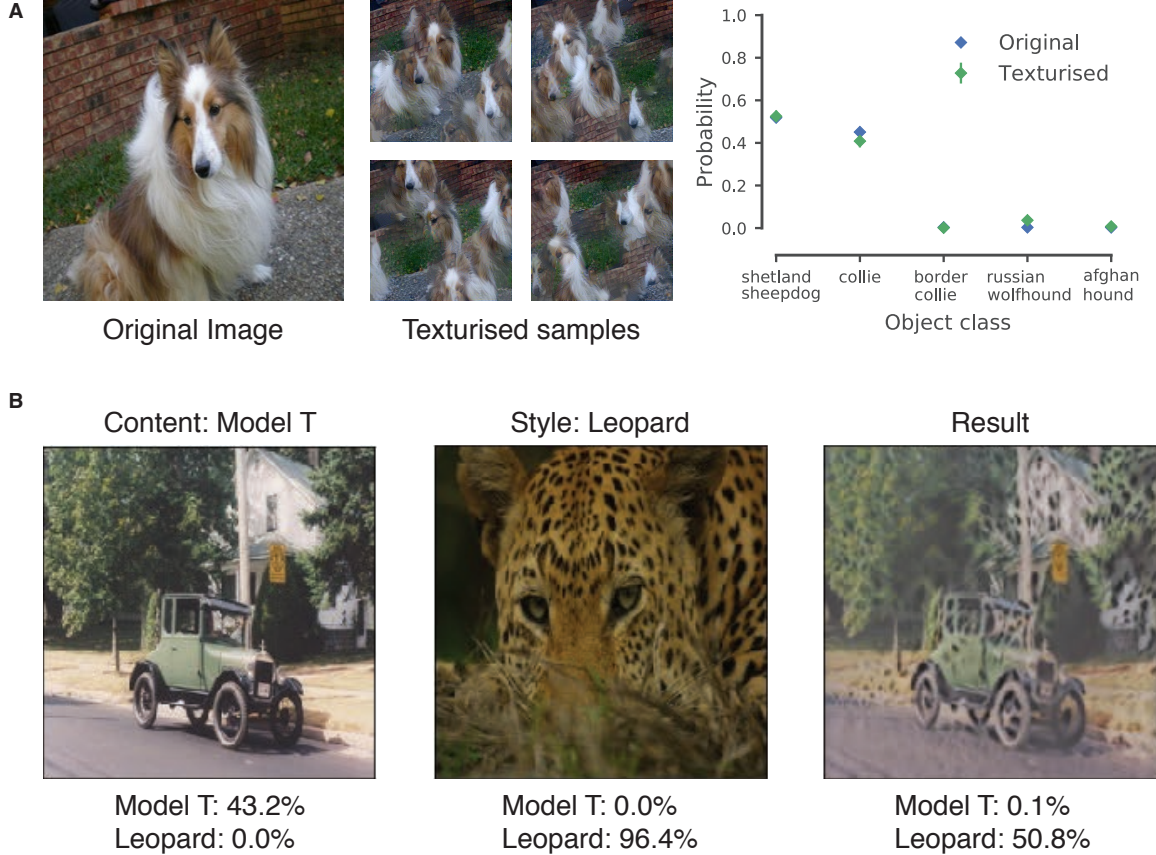 A
Original Image
Texturised samples
Probability
1.0
0.8
0.6
0.4
0.2
0.0
Original
Texturised
shetland sheepdog
collie
border collie
russian wolfhound
afghan hound
Object class
B
Content: Model T
Style: Leopard
Result
Model T: 43.2%
Leopard: 0.0%
Model T: 0.0%
Leopard: 96.4%
Model T: 0.1%
Leopard: 50.8%